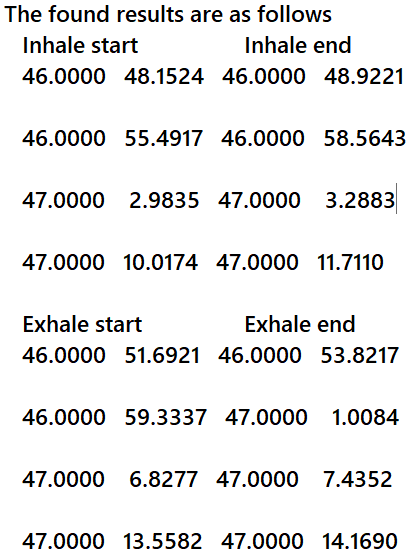 The found results are as follows
Inhale start Inhale end
46.0000 48.1524 46.0000 48.9221
46.0000 55.4917 46.0000 58.5643
47.0000 2.9835 47.0000 3.2883
47.0000 10.0174 47.0000 11.7110
Exhale start Exhale end
46.0000 51.6921 46.0000 53.8217
46.0000 59.3337 47.0000 1.0084
47.0000 6.8277 47.0000 7.4352
47.0000 13.5582 47.0000 14.1690